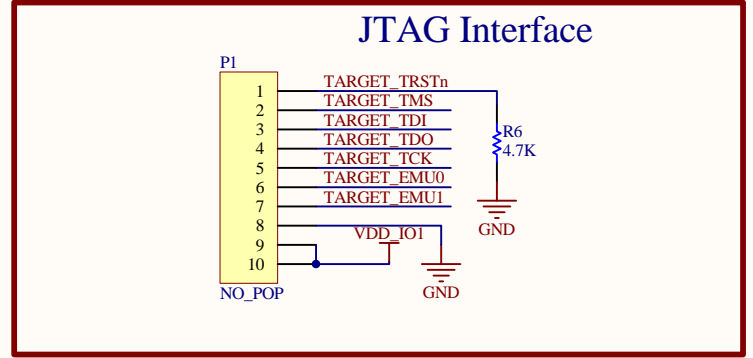 JTAG Interface
P1
1 TARGET_TRSTn
2 TARGET_TMS
3 TARGET_TDI
4 TARGET_TDO
5 TARGET_TCK
6 TARGET_EMU0
7 TARGET_EMU1
8
9 VDD_IO1
10
NO_POP
R6
4.7K
GND
GND